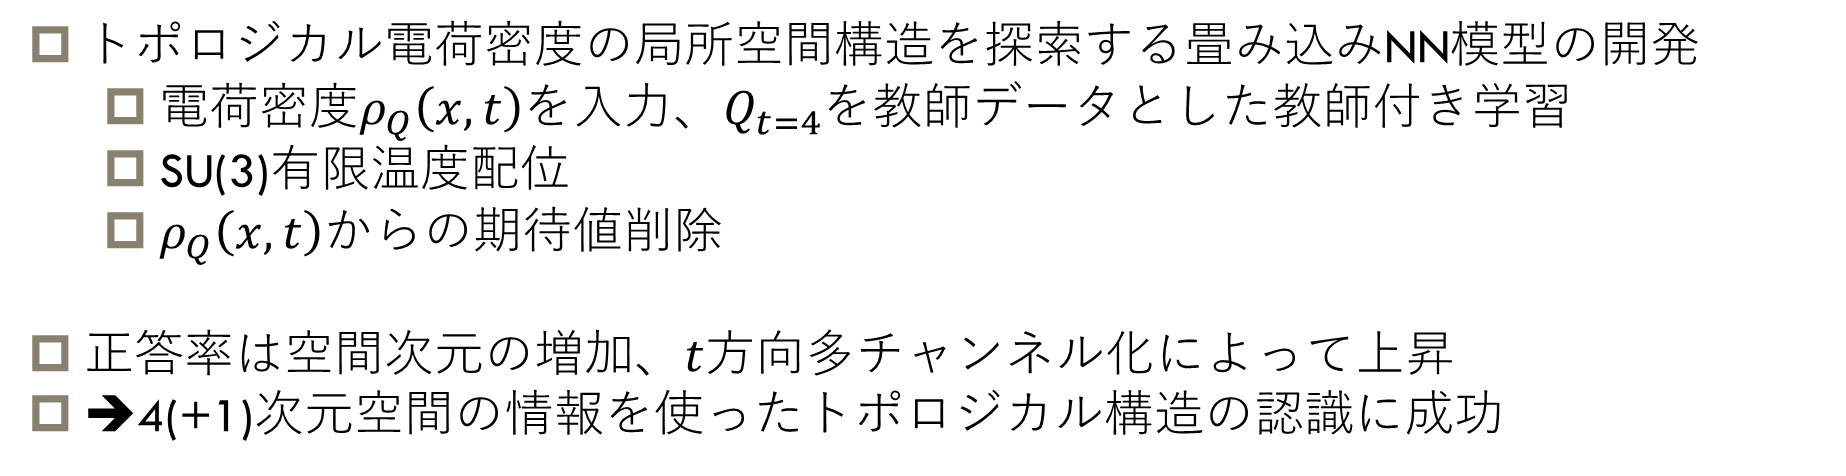 トポロジカル電荷密度の局所空間構造を探索する畳み込みNN模型の開発
電荷密度ρ_Q(x,t)を入力、Q_{t=4}を教師データとした教師付き学習
SU(3)有限温度配位
ρ_Q(x,t)からの期待値削除
正答率は空間次元の増加、t方向多チャンネル化によって上昇
➔4(+1)次元空間の情報を使ったトポロジカル構造の認識に成功